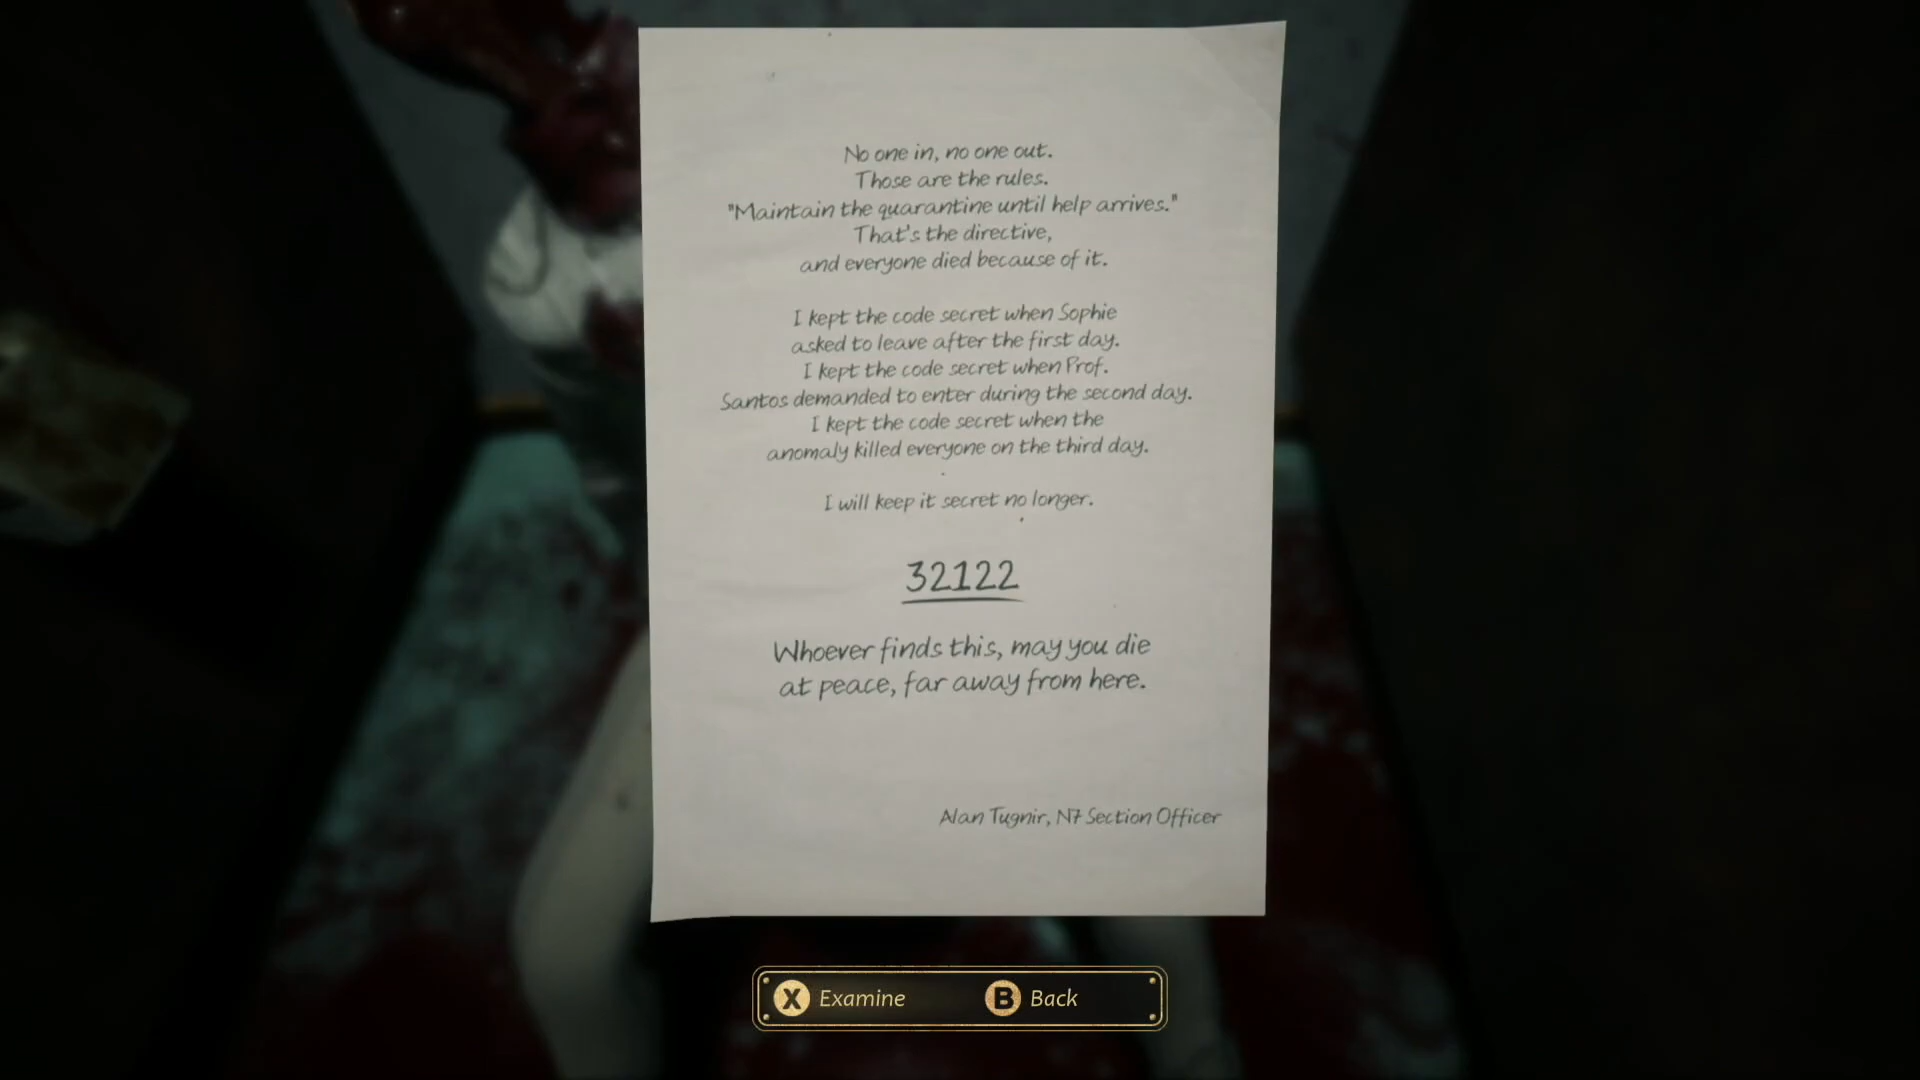 No one in, no one out.
Those are the rules.
"Maintain the quarantine until help arrives."
That's the directive,
and everyone died because of it.
I kept the code secret when Sophie
asked to leave after the first day.
I kept the code secret when Prof.
Santos demanded to enter during the second day.
I kept the code secret when the
anomaly killed everyone on the third day.
I will keep it secret no longer.
32122
Whoever finds this, may you die
at peace, far away from here.
Alan Tugnir, N7 Section Officer
X Examine B Back